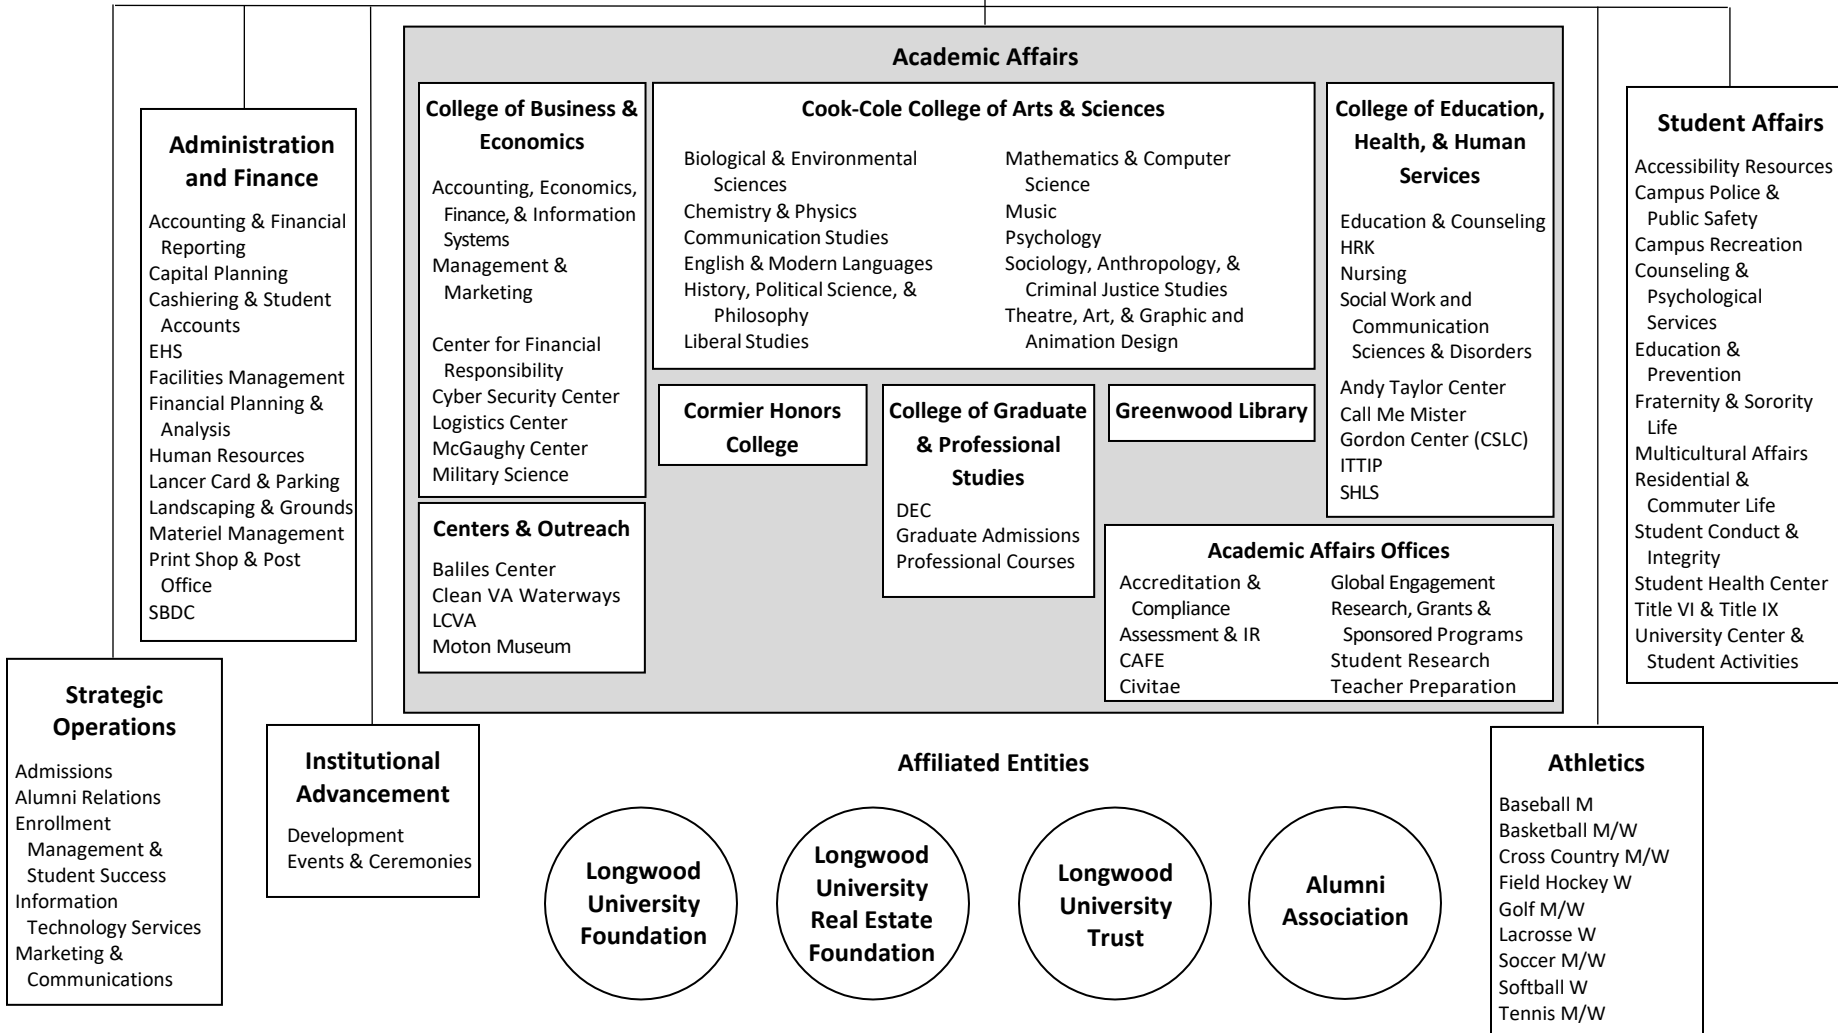 Academic Affairs
Administration
and Finance
Accounting & Financial
Reporting
Capital Planning
Cashiering & Student
Accounts
EHS
Facilities Management
Financial Planning &
Analysis
Human Resources
Lancer Card & Parking
Landscaping & Grounds
Materiel Management
Print Shop & Post
Office
SBDC
College of Business &
Economics
Accounting, Economics,
Finance, & Information
Systems
Management &
Marketing
Center for Financial
Responsibility
Cyber Security Center
Logistics Center
McGaughy Center
Military Science
Cook-Cole College of Arts & Sciences
Biological & Environmental
Sciences
Chemistry & Physics
Communication Studies
English & Modern Languages
History, Political Science, &
Philosophy
Liberal Studies
Mathematics & Computer
Science
Music
Psychology
Sociology, Anthropology, &
Criminal Justice Studies
Theatre, Art, & Graphic and
Animation Design
College of Education,
Health, & Human
Services
Education & Counseling
HRK
Nursing
Social Work and
Communication
Sciences & Disorders
Andy Taylor Center
Call Me Mister
Gordon Center (CSLC)
ITTIP
SHLS
Student Affairs
Accessibility Resources
Campus Police &
Public Safety
Campus Recreation
Counseling &
Psychological
Services
Education &
Prevention
Fraternity & Sorority
Life
Multicultural Affairs
Residential &
Commuter Life
Student Conduct &
Integrity
Student Health Center
Title VI & Title IX
University Center &
Student Activities
Cormier Honors
College
College of Graduate
& Professional
Studies
DEC
Graduate Admissions
Professional Courses
Greenwood Library
Centers & Outreach
Baliles Center
Clean VA Waterways
LCVA
Moton Museum
Academic Affairs Offices
Accreditation &
Compliance
Assessment & IR
CAFE
Civitae
Global Engagement
Research, Grants &
Sponsored Programs
Student Research
Teacher Preparation
Strategic
Operations
Admissions
Alumni Relations
Enrollment
Management &
Student Success
Information
Technology Services
Marketing &
Communications
Institutional
Advancement
Development
Events & Ceremonies
Affiliated Entities
Longwood
University
Foundation
Longwood
University
Real Estate
Foundation
Longwood
University
Trust
Alumni
Association
Athletics
Baseball M
Basketball M/W
Cross Country M/W
Field Hockey W
Golf M/W
Lacrosse W
Soccer M/W
Softball W
Tennis M/W